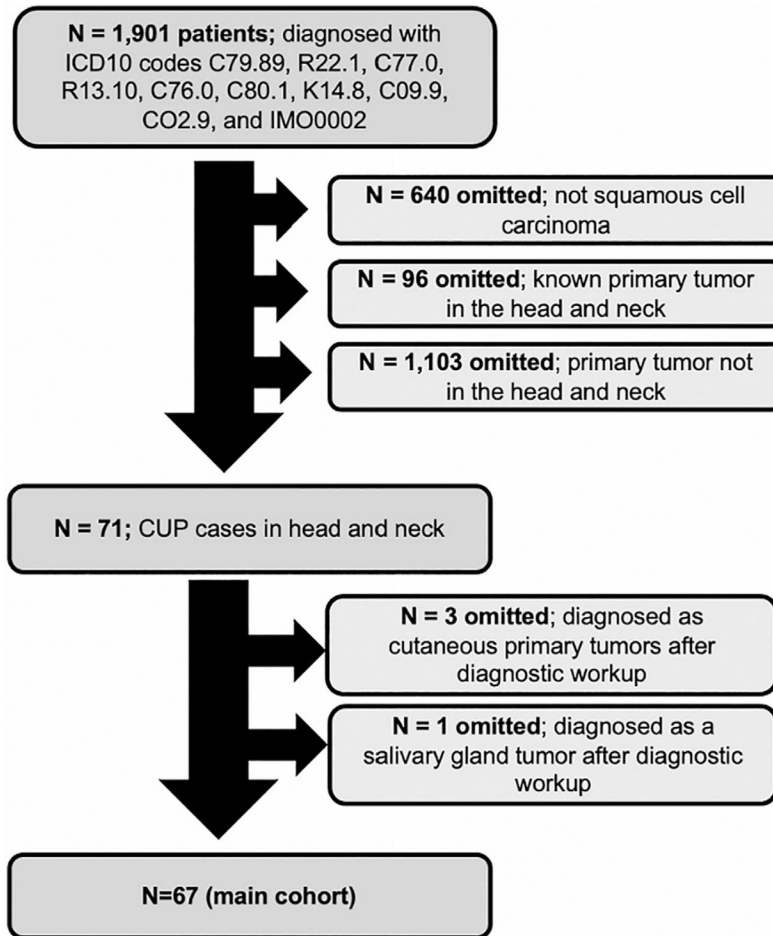 N = 1,901 patients; diagnosed with
ICD10 codes C79.89, R22.1, C77.0,
R13.10, C76.0, C80.1, K14.8, C09.9,
CO2.9, and IMO0002
N = 640 omitted; not squamous cell
carcinoma
N = 96 omitted; known primary tumor
in the head and neck
N = 1,103 omitted; primary tumor not
in the head and neck
N = 71; CUP cases in head and neck
N = 3 omitted; diagnosed as
cutaneous primary tumors after
diagnostic workup
N = 1 omitted; diagnosed as a
salivary gland tumor after diagnostic
workup
N=67 (main cohort)